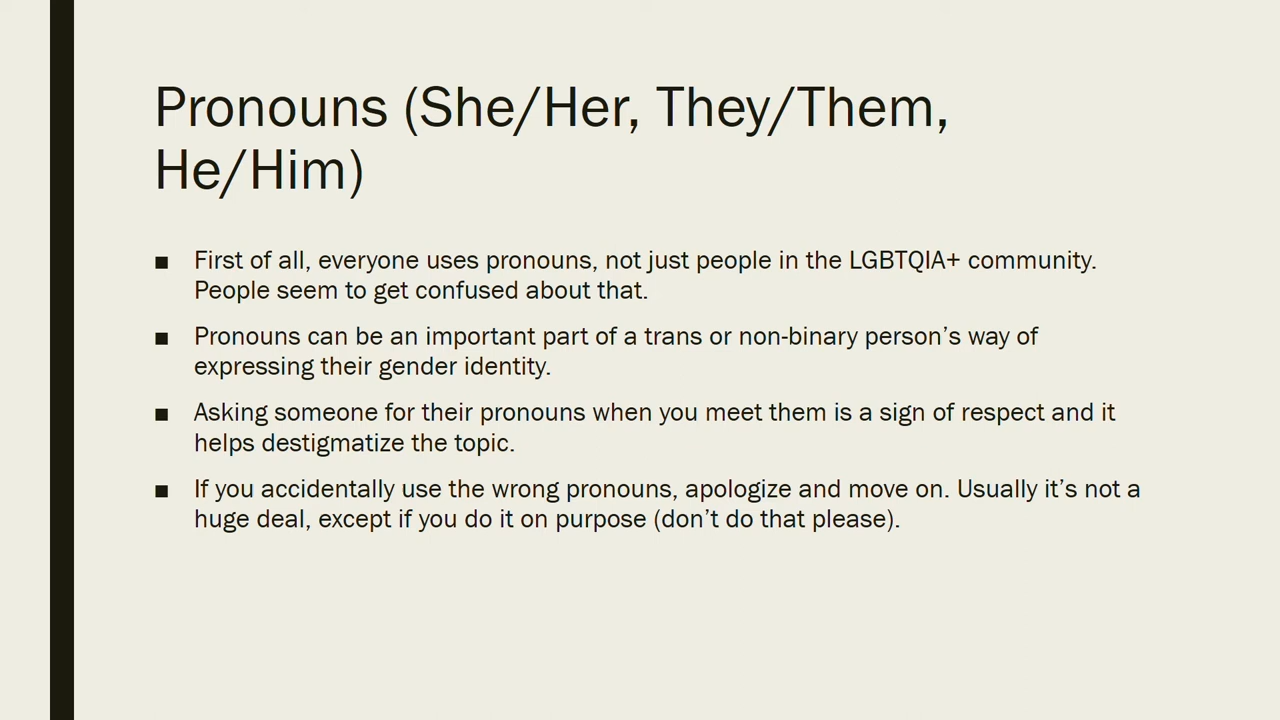 Pronouns (She/Her, They/Them,
He/Him)
■ First of all, everyone uses pronouns, not just people in the LGBTQIA+ community.
People seem to get confused about that.
■ Pronouns can be an important part of a trans or non-binary person’s way of
expressing their gender identity.
■ Asking someone for their pronouns when you meet them is a sign of respect and it
helps destigmatize the topic.
■ If you accidentally use the wrong pronouns, apologize and move on. Usually it’s not a
huge deal, except if you do it on purpose (don’t do that please).